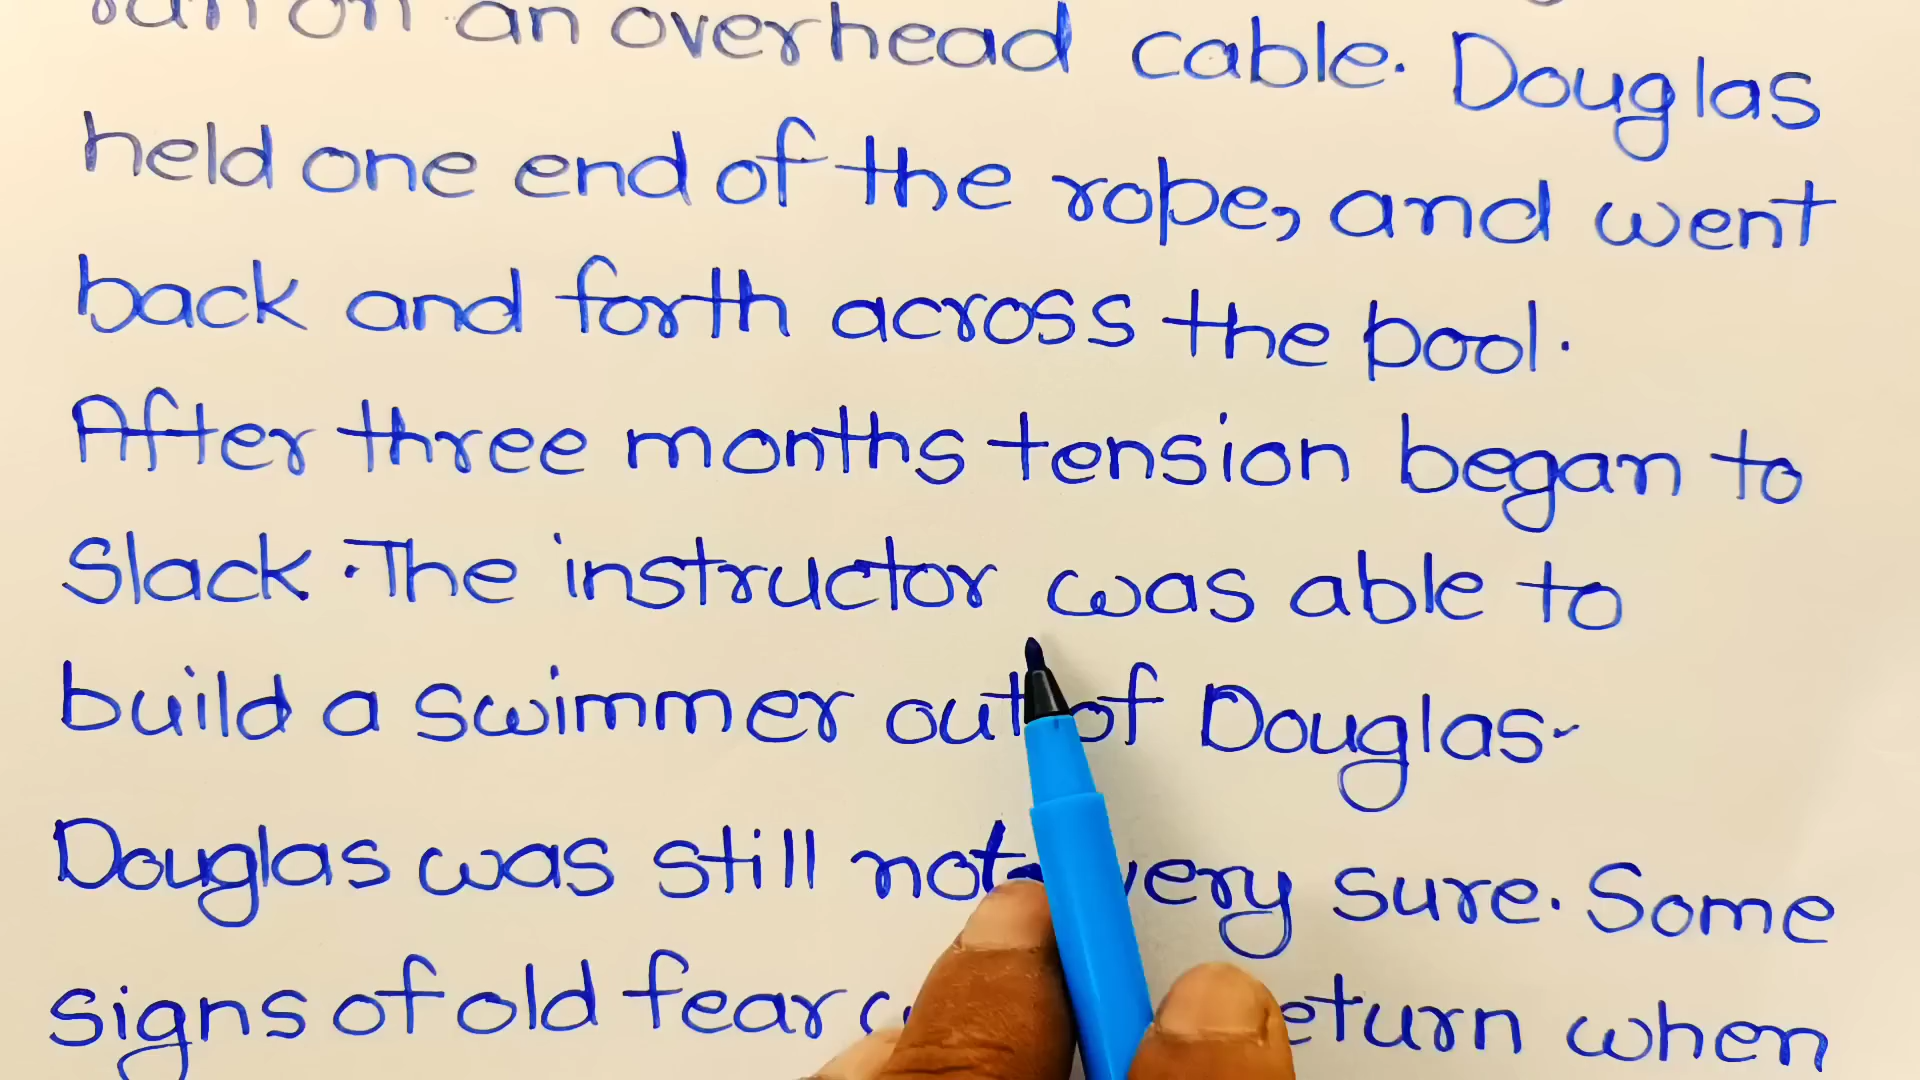 an overhead cable. Douglas
held one end of the rope, and went
back and forth across the pool.
After three months tension began to
Slack. The instructor was able to
build a swimmer out of Douglas.
Douglas was still not very sure. Some
signs of old fear when